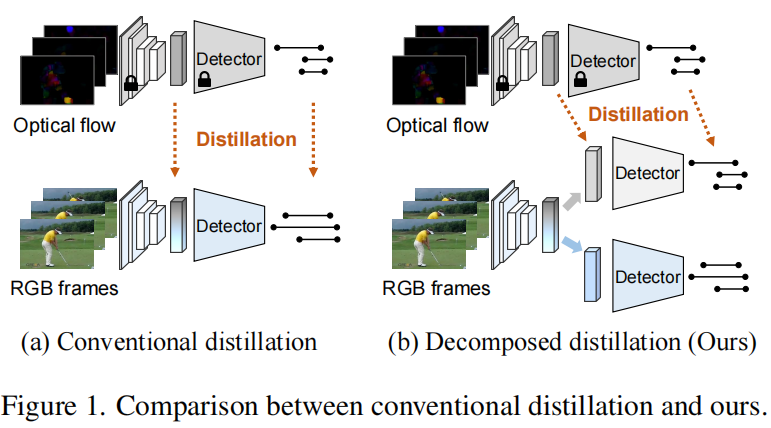 Detector
Optical flow
Distillation
Detector
RGB frames
(a) Conventional distillation
Detector
Optical flow
Distillation
Detector
Detector
RGB frames
(b) Decomposed distillation (Ours)
Figure 1. Comparison between conventional distillation and ours.